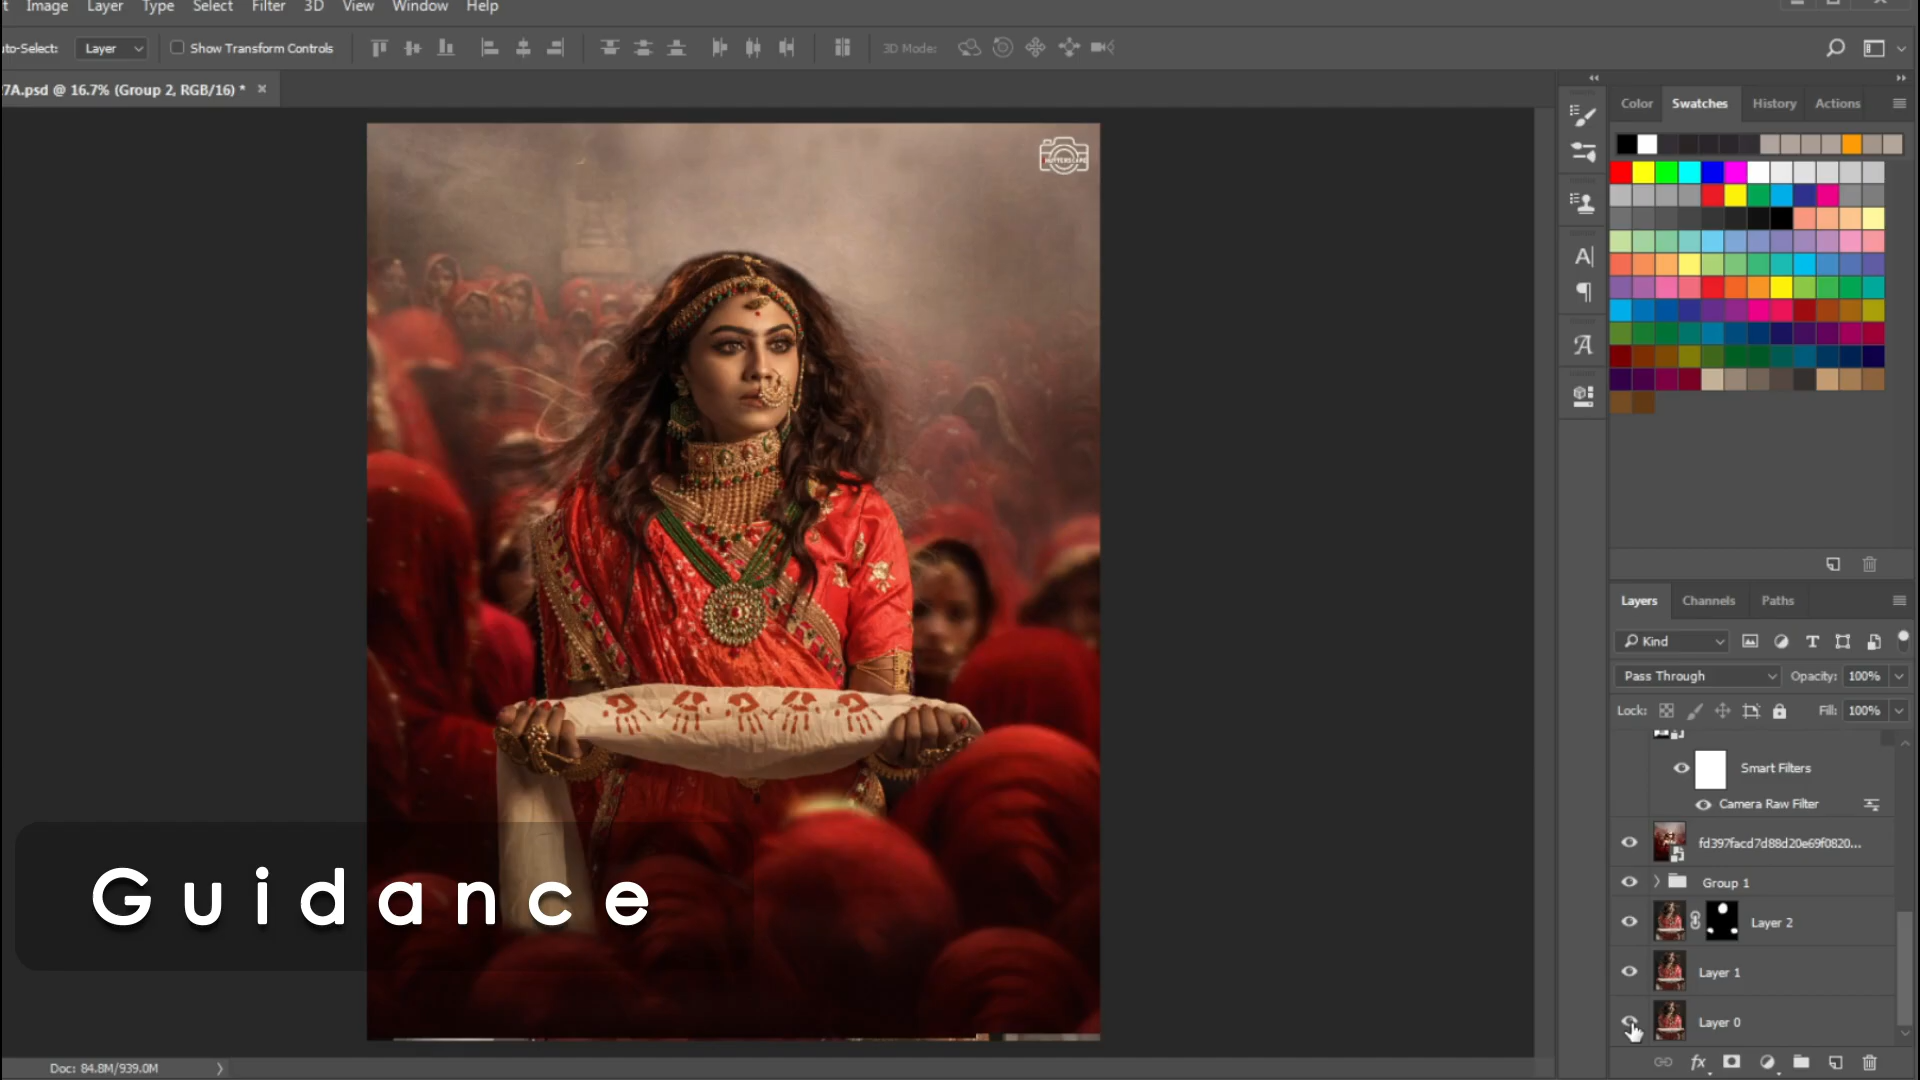 Image Layer Type Select Filter 3D View Window Help
to-Select: Layer Show Transform Controls 3D Mode:
7A.psd @ 16.7% (Group 2, RGB/16) * ×
Color Swatches History Actions
Layers Channels Paths
Kind
Pass Through Opacity: 100%
Lock: Fill: 100%
Smart Filters
Camera Raw Filter
fd397facd7d88d20e69f0820...
Group 1
Layer 2
Layer 1
Layer 0
fx
Guidance
Doc: 84.8M/939.0M